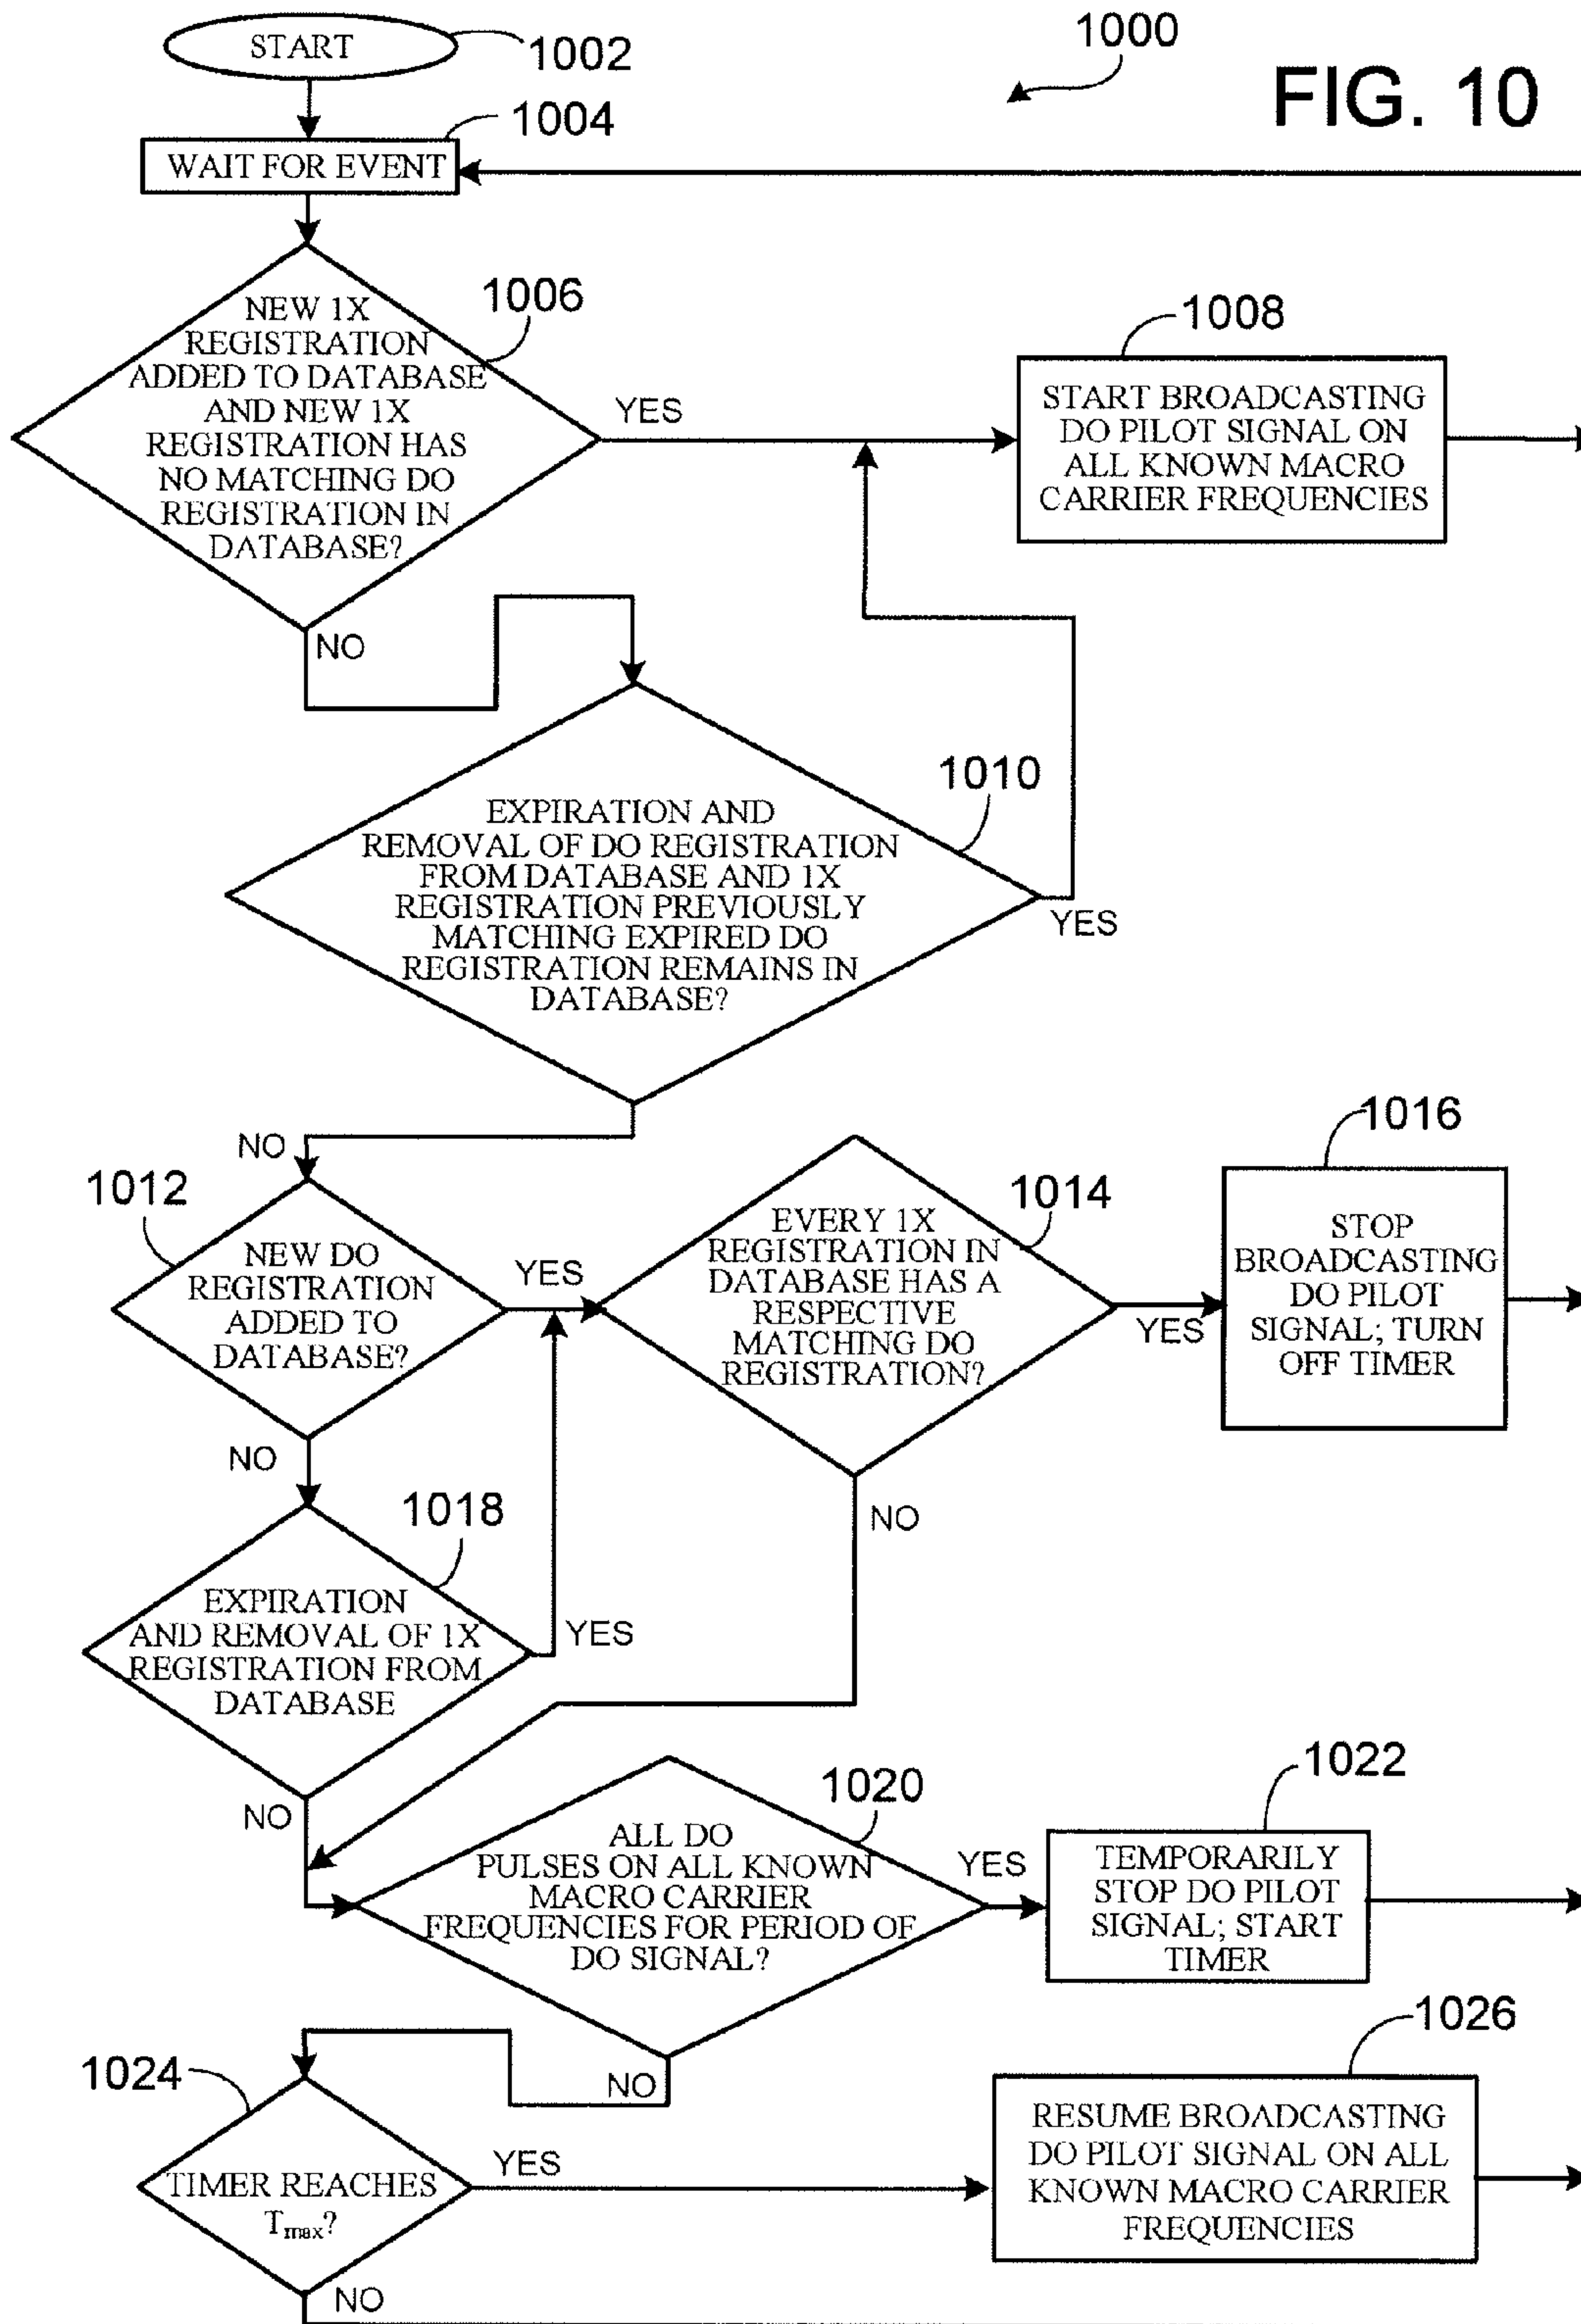 START
1002
1000
FIG. 10
1004
WAIT FOR EVENT
1006
NEW 1X
REGISTRATION
ADDED TO DATABASE
AND NEW 1X
REGISTRATION HAS
NO MATCHING DO
REGISTRATION IN
DATABASE?
YES
NO
1008
START BROADCASTING
DO PILOT SIGNAL ON
ALL KNOWN MACRO
CARRIER FREQUENCIES
1010
EXPIRATION AND
REMOVAL OF DO REGISTRATION
FROM DATABASE AND 1X
REGISTRATION PREVIOUSLY
MATCHING EXPIRED DO
REGISTRATION REMAINS IN
DATABASE?
YES
NO
1012
NEW DO
REGISTRATION
ADDED TO
DATABASE?
YES
NO
1014
EVERY 1X
REGISTRATION IN
DATABASE HAS A
RESPECTIVE
MATCHING DO
REGISTRATION?
YES
NO
1016
STOP
BROADCASTING
DO PILOT
SIGNAL; TURN
OFF TIMER
1018
EXPIRATION
AND REMOVAL OF 1X
REGISTRATION FROM
DATABASE
YES
NO
1020
ALL DO
PULSES ON ALL KNOWN
MACRO CARRIER
FREQUENCIES FOR PERIOD OF
DO SIGNAL?
YES
NO
1022
TEMPORARILY
STOP DO PILOT
SIGNAL; START
TIMER
1024
TIMER REACHES
Tmax?
YES
NO
1026
RESUME BROADCASTING
DO PILOT SIGNAL ON ALL
KNOWN MACRO CARRIER
FREQUENCIES